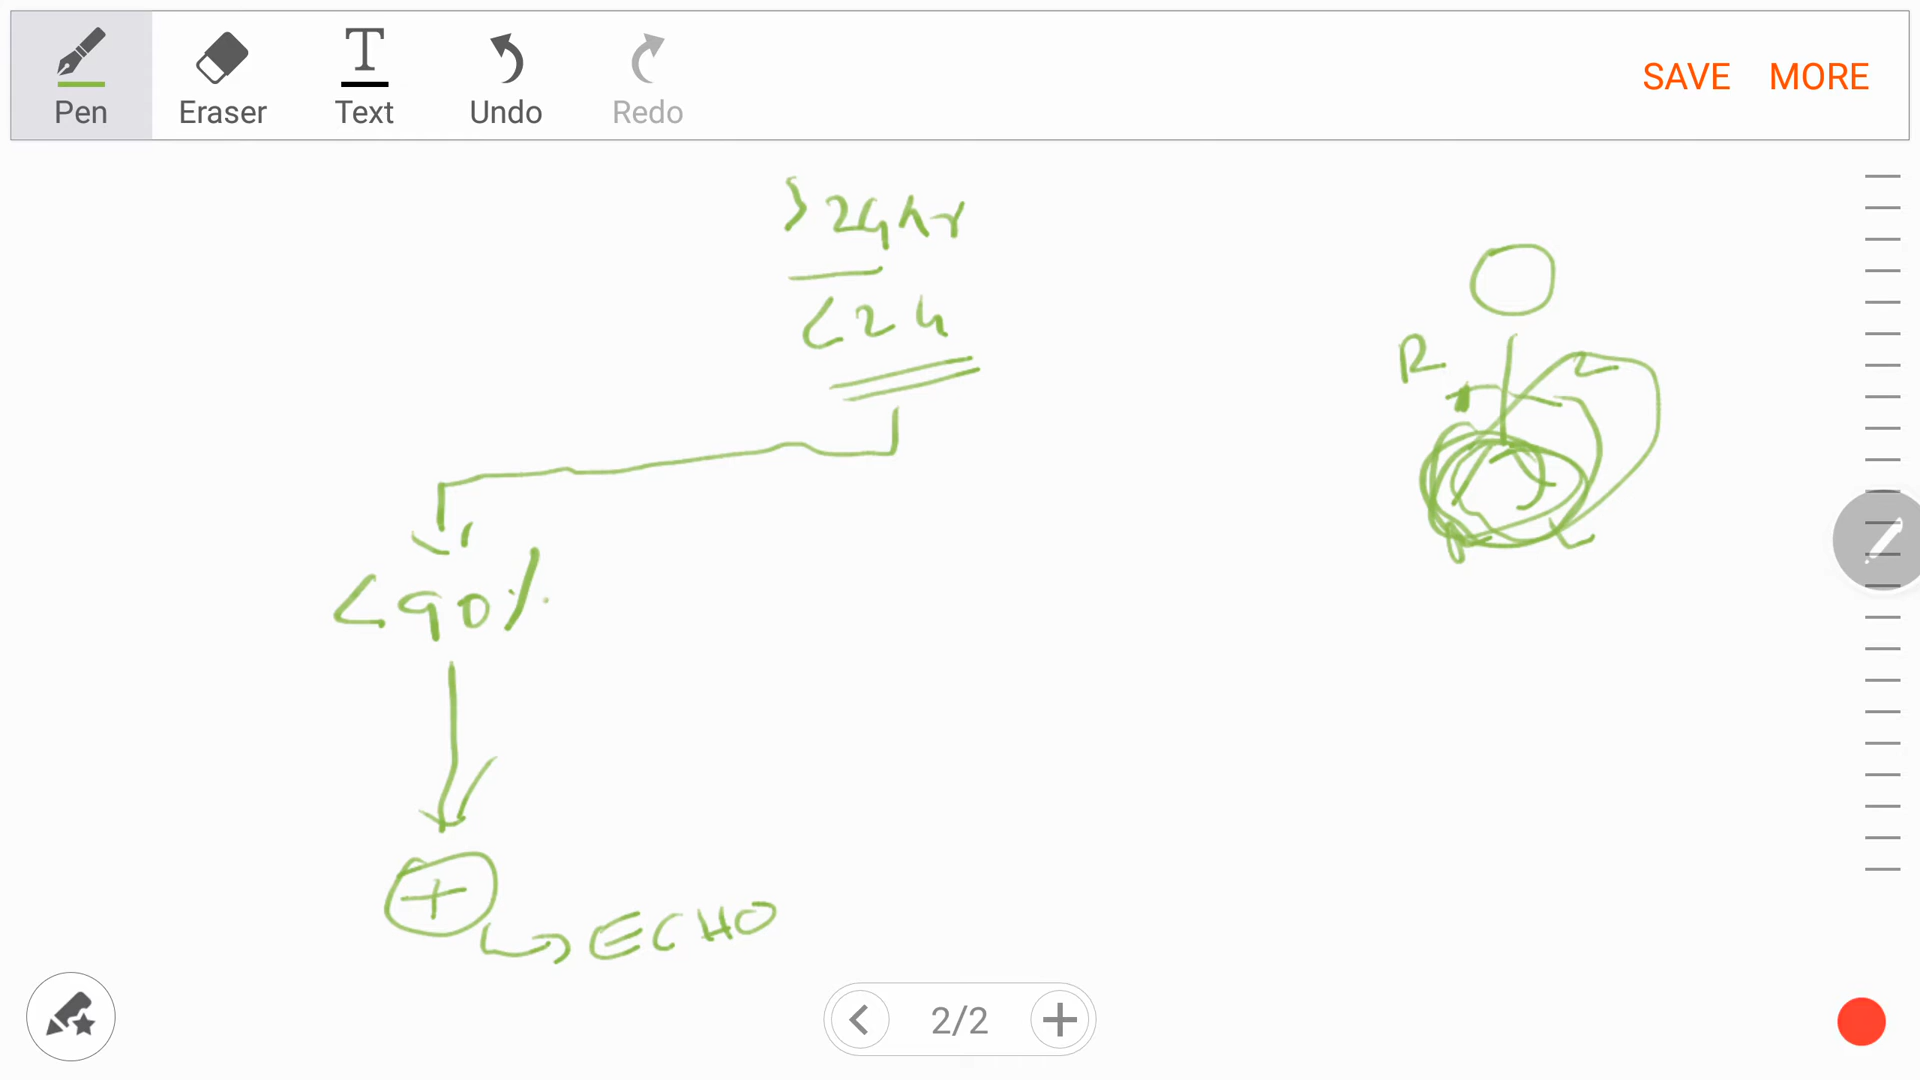 Pen
Eraser
Text
Undo
Redo
SAVE
MORE
>24hr
<24
R
L
<90%
+
ECHO
2/2